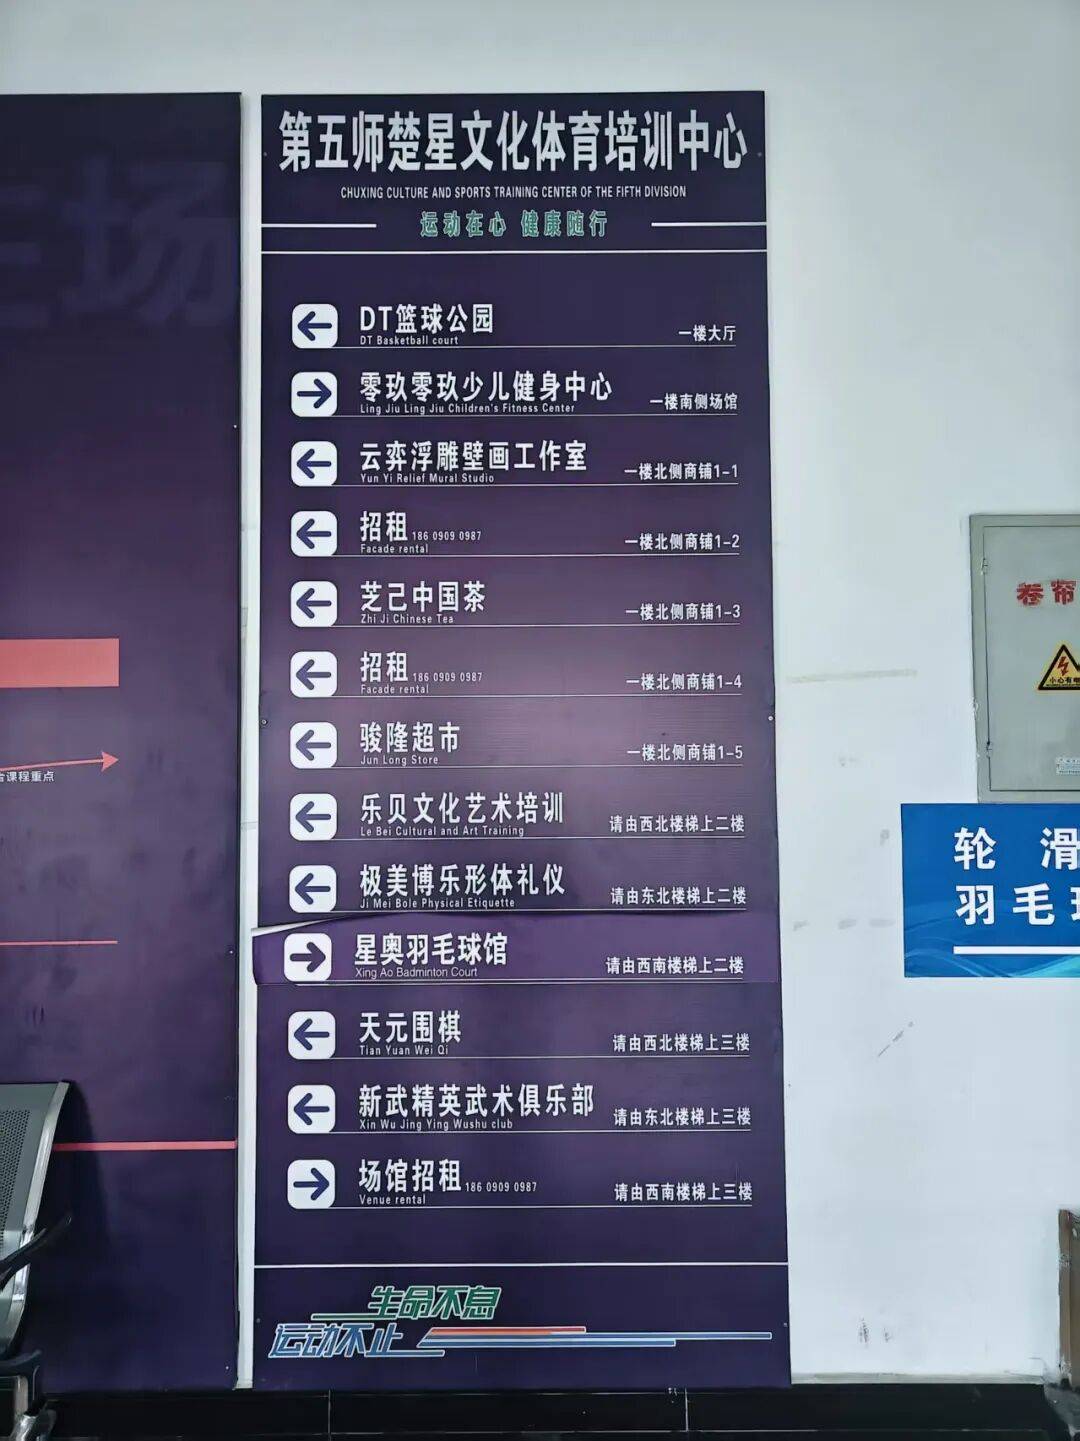 第五师楚星文化体育培训中心
CHUXING CULTURE AND SPORTS TRAINING CENTER OF THE FIFTH DIVISION
运动在心 健康随行
DT篮球公园 一楼大厅
DT Basketball court
零玖零玖少儿健身中心 一楼南侧场馆
Ling Jiu Ling Jiu Children's Fitness Center
云弈浮雕壁画工作室 一楼北侧商铺1-1
Yun Yi Relief Mural Studio
招租 186 0909 0987 一楼北侧商铺1-2
Facade rental
芝己中国茶 一楼北侧商铺1-3
Zhi Ji Chinese Tea
招租 186 0909 0987 一楼北侧商铺1-4
Facade rental
骏隆超市 一楼北侧商铺1-5
Jun Long Store
乐贝文化艺术培训 请由西北楼梯上二楼
Le Bei Cultural and Art Training
极美博乐形体礼仪 请由东北楼梯上二楼
Ji Mei Bole Physical Etiquette
星奥羽毛球馆 请由西南楼梯上二楼
Xing Ao Badminton Court
天元围棋 请由西北楼梯上三楼
Tian Yuan Wei Qi
新武精英武术俱乐部 请由东北楼梯上三楼
Xin Wu Jing Ying Wushu club
场馆招租 186 0909 0987 请由西南楼梯上三楼
Venue rental
生命不息
运动不止
场
课程重点
卷帘
小心有电
轮滑
羽毛球